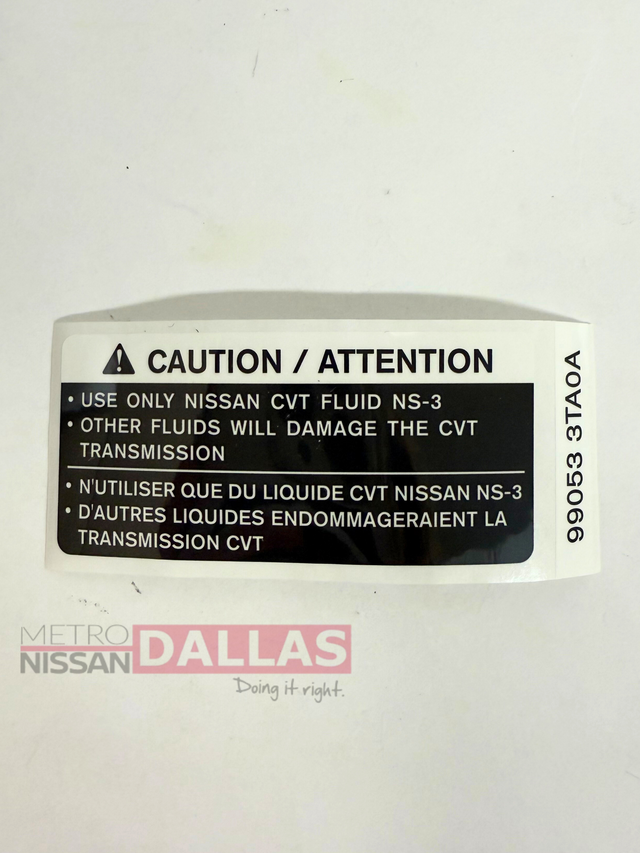 CAUTION / ATTENTION
• USE ONLY NISSAN CVT FLUID NS-3
• OTHER FLUIDS WILL DAMAGE THE CVT
TRANSMISSION
• N'UTILISER QUE DU LIQUIDE CVT NISSAN NS-3
• D'AUTRES LIQUIDES ENDOMMAGERAIENT LA
TRANSMISSION CVT
99053 3TA0A
METRO
NISSAN DALLAS
Doing it right.